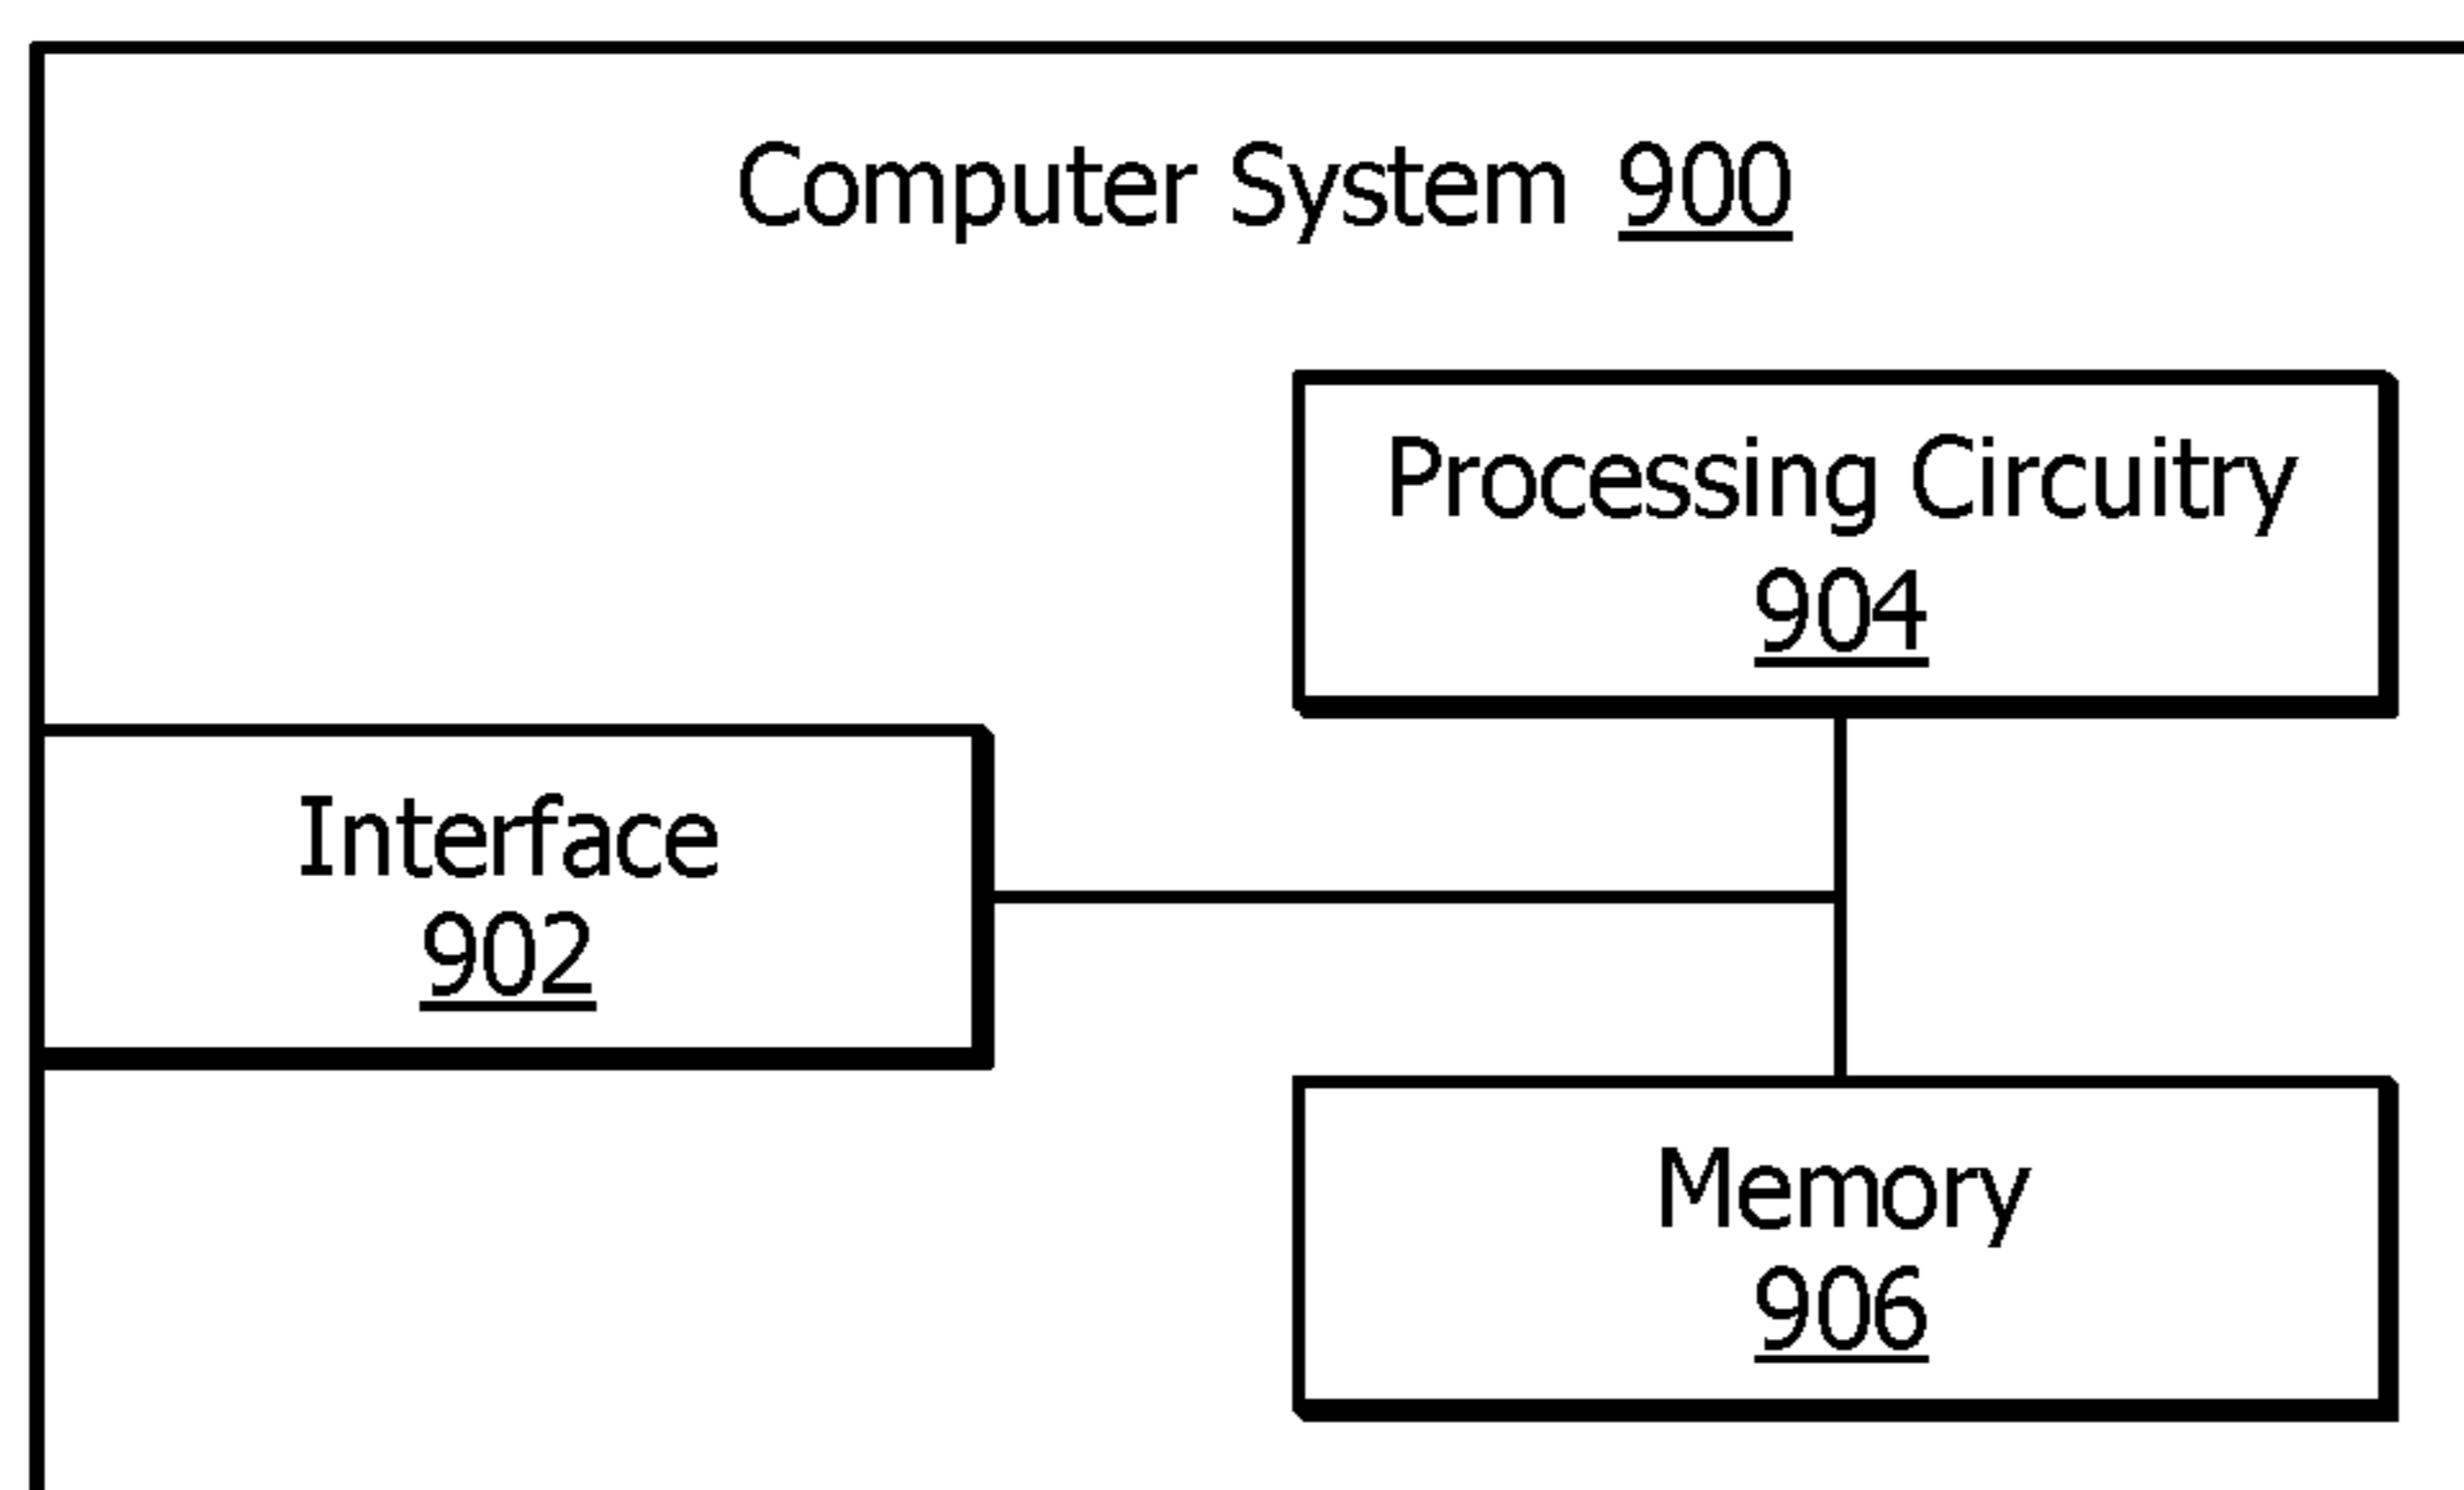 Computer System 900
Processing Circuitry
904
Interface
902
Memory
906